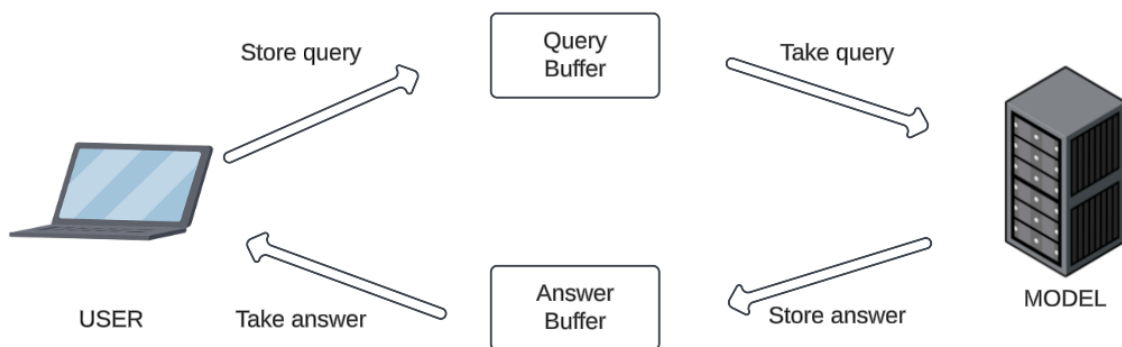 Store query
Query
Buffer
Take query
USER
Take answer
Answer
Buffer
Store answer
MODEL